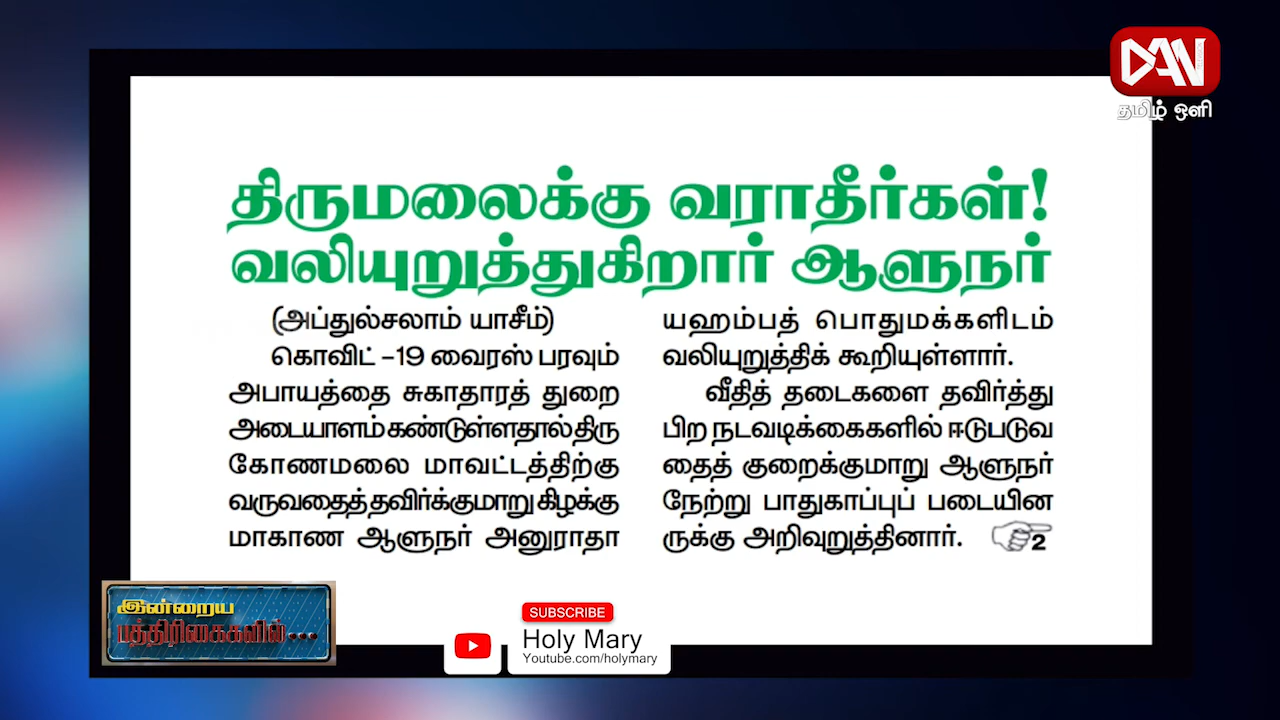 DAN
தமிழ் ஒளி
திருமலைக்கு வராதீர்கள்!
வலியுறுத்துகிறார் ஆளுநர்
(அப்துல்சலாம் யாசீம்)
கொவிட் –19 வைரஸ் பரவும்
அபாயத்தை சுகாதாரத் துறை
அடையாளம் கண்டுள்ளதால் திரு
கோணமலை மாவட்டத்திற்கு
வருவதைத் தவிர்க்குமாறு கிழக்கு
மாகாண ஆளுநர் அனுராதா
யஹம்பத் பொதுமக்களிடம்
வலியுறுத்திக் கூறியுள்ளார்.
வீதித் தடைகளை தவிர்த்து
பிற நடவடிக்கைகளில் ஈடுபடுவ
தைத் குறைக்குமாறு ஆளுநர்
நேற்று பாதுகாப்புப் படையின
ருக்கு அறிவுறுத்தினார்.
2
இன்றைய
பத்திரிகைகளில்...
SUBSCRIBE
Holy Mary
Youtube.com/holymary